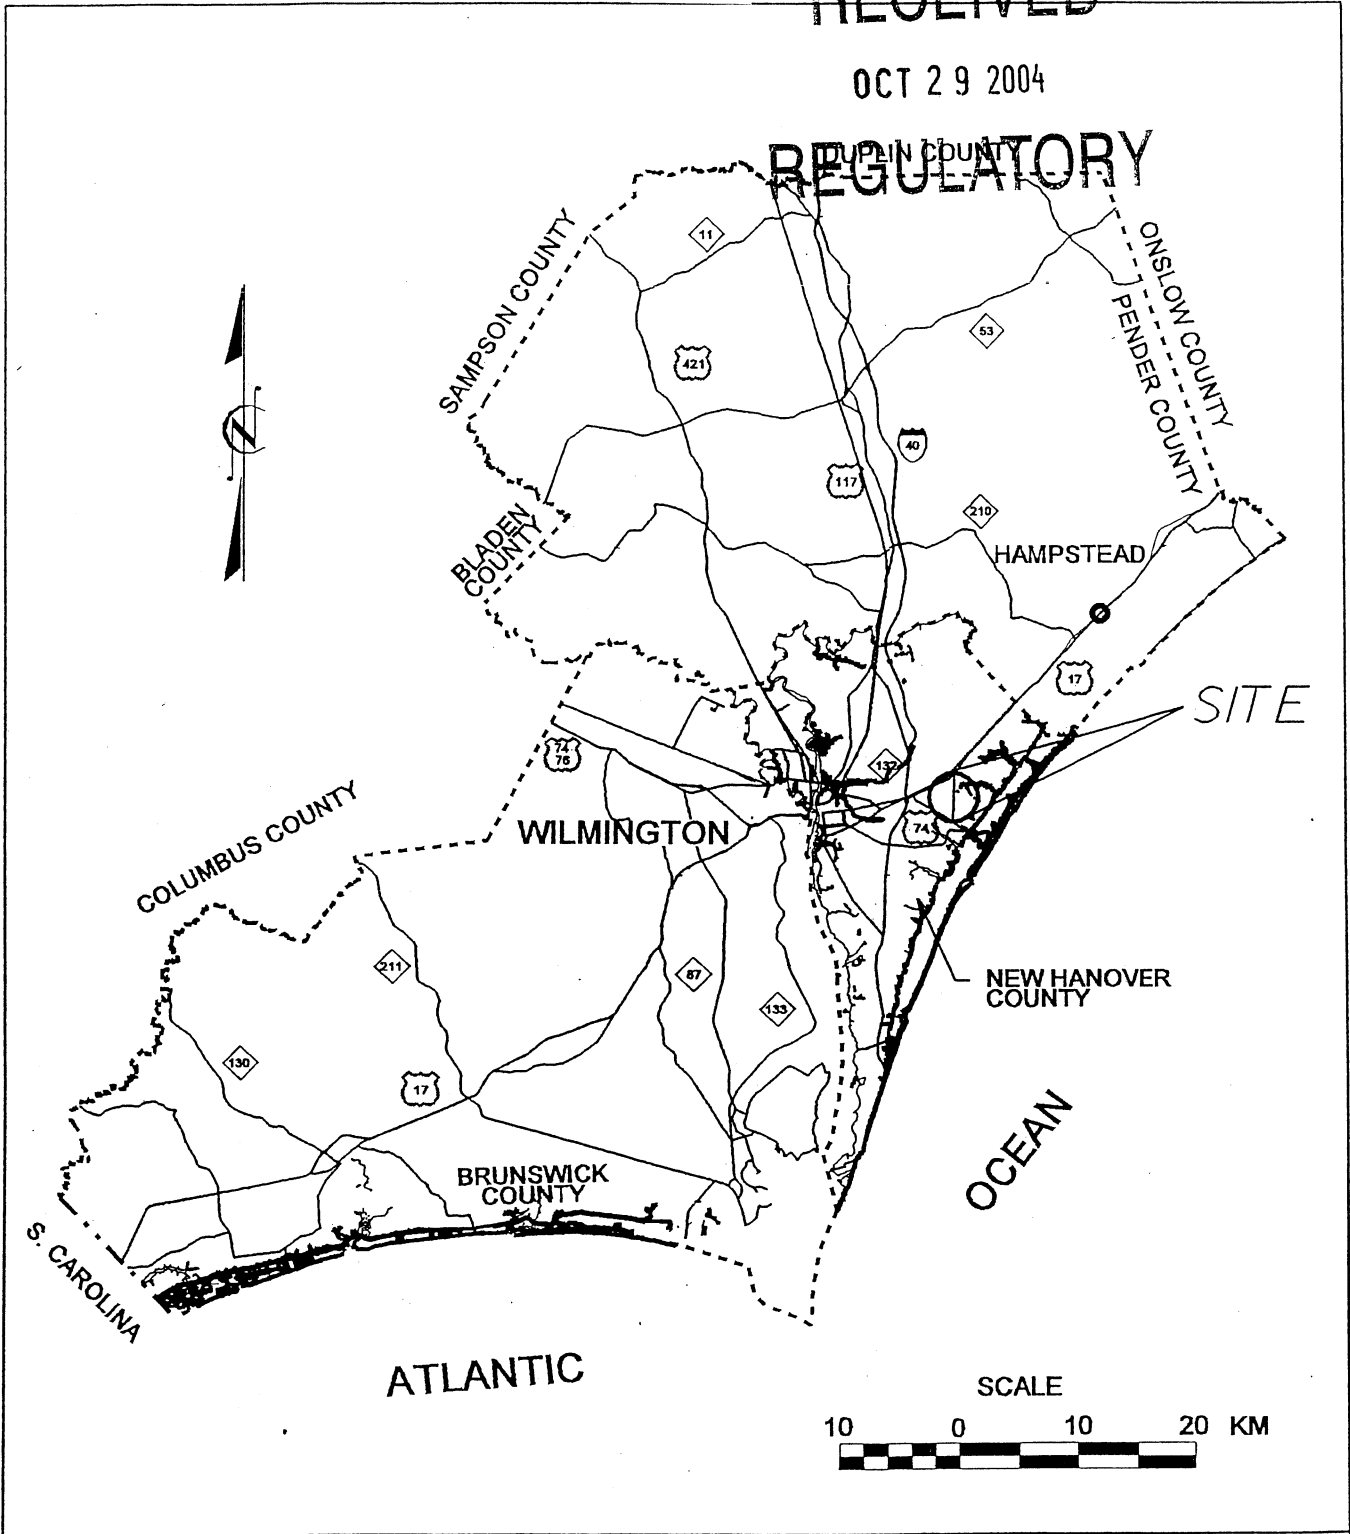 RECEIVED
OCT 29 2004
REGULATORY
DUPLIN COUNTY
11
SAMPSON COUNTY
ONSLOW COUNTY
PENDER COUNTY
53
421
40
117
N
210
BLADEN
COUNTY
HAMPSTEAD
17
SITE
74
76
132
74
WILMINGTON
COLUMBUS COUNTY
211
87
133
NEW HANOVER
COUNTY
130
17
OCEAN
BRUNSWICK
COUNTY
S. CAROLINA
ATLANTIC
SCALE
10 0 10 20 KM